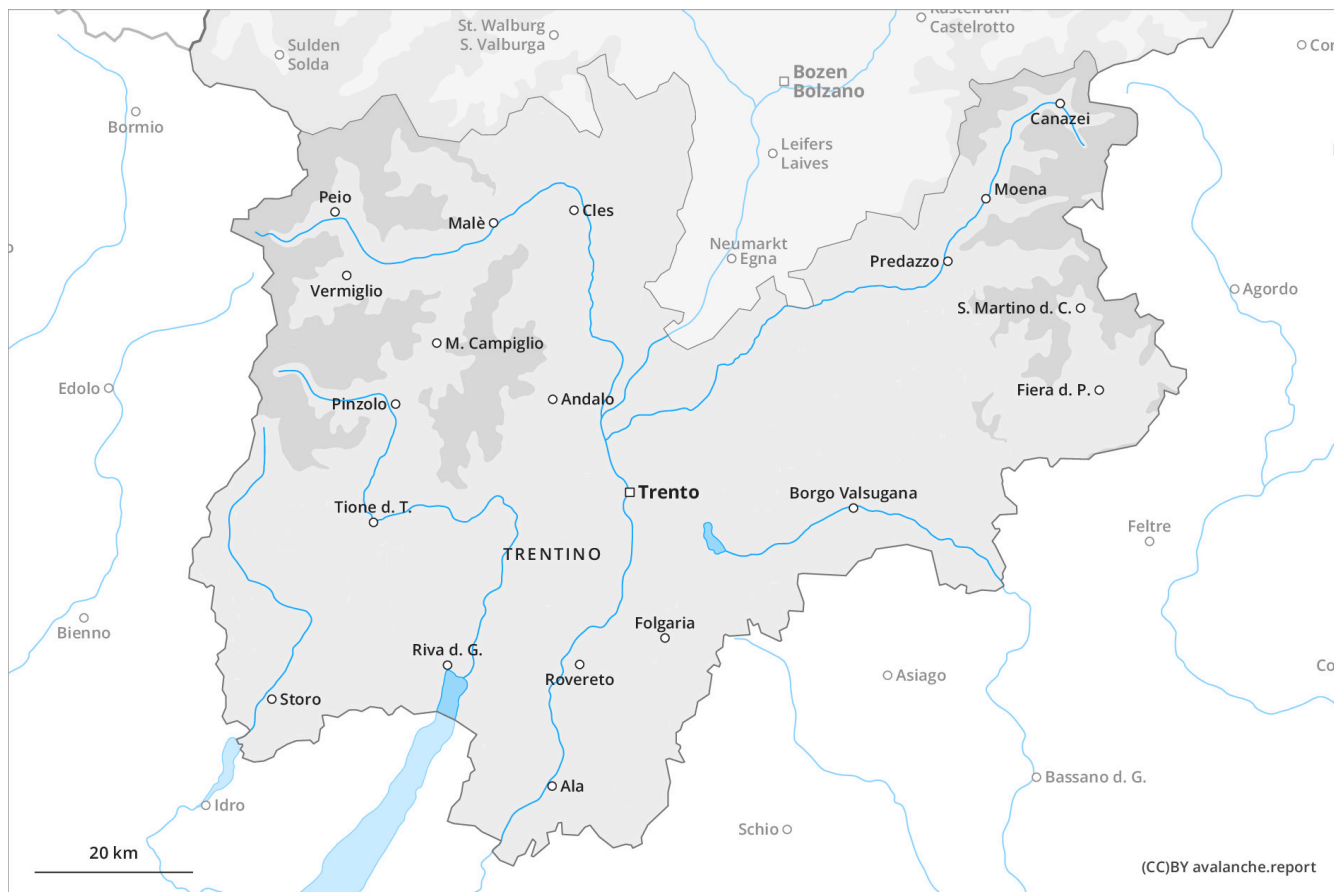 Kastelruth
Castelrotto
St. Walburg
S. Valburga
Sulden
Solda
Bozen
Bolzano
Bormio
Canazei
Leifers
Laives
Moena
Peio
Malè
Cles
Neumarkt
Egna
Predazzo
Vermiglio
Agordo
S. Martino d. C.
M. Campiglio
Edolo
Pinzolo
Andalo
Fiera d. P.
Trento
Borgo Valsugana
Tione d. T.
Feltre
TRENTINO
Bienno
Folgaria
Riva d. G.
Rovereto
Asiago
Storo
Ala
Bassano d. G.
Idro
Schio
20 km
(CC)BY avalanche.report